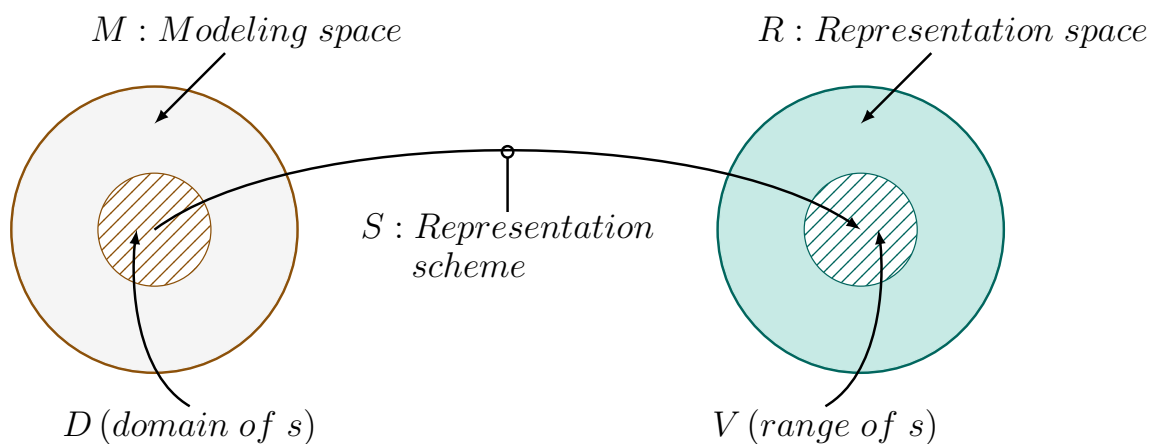 M : Modeling space
R : Representation space
S : Representation
scheme
D (domain of s)
V (range of s)